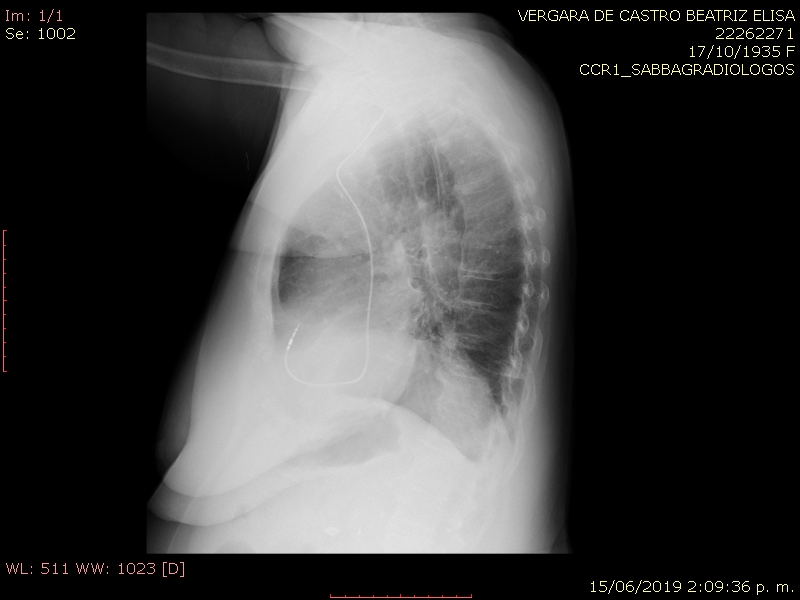 Im: 1/1
Se: 1002
VERGARA DE CASTRO BEATRIZ ELISA
22262271
17/10/1935 F
CCR1_SABBAGRADIOLOGOS
WL: 511 WW: 1023 [D]
15/06/2019 2:09:36 p. m.